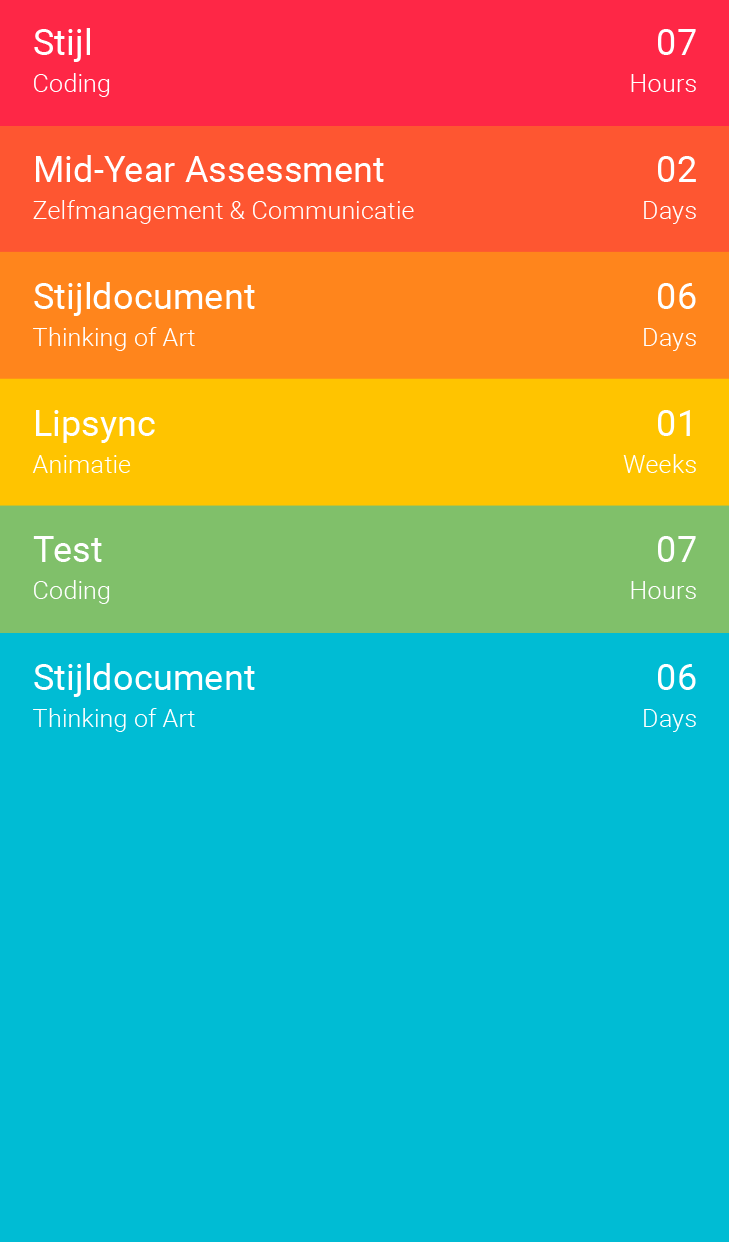 Stijl 07
Coding Hours
Mid-Year Assessment 02
Zelfmanagement & Communicatie Days
Stijldocument 06
Thinking of Art Days
Lipsync 01
Animatie Weeks
Test 07
Coding Hours
Stijldocument 06
Thinking of Art Days